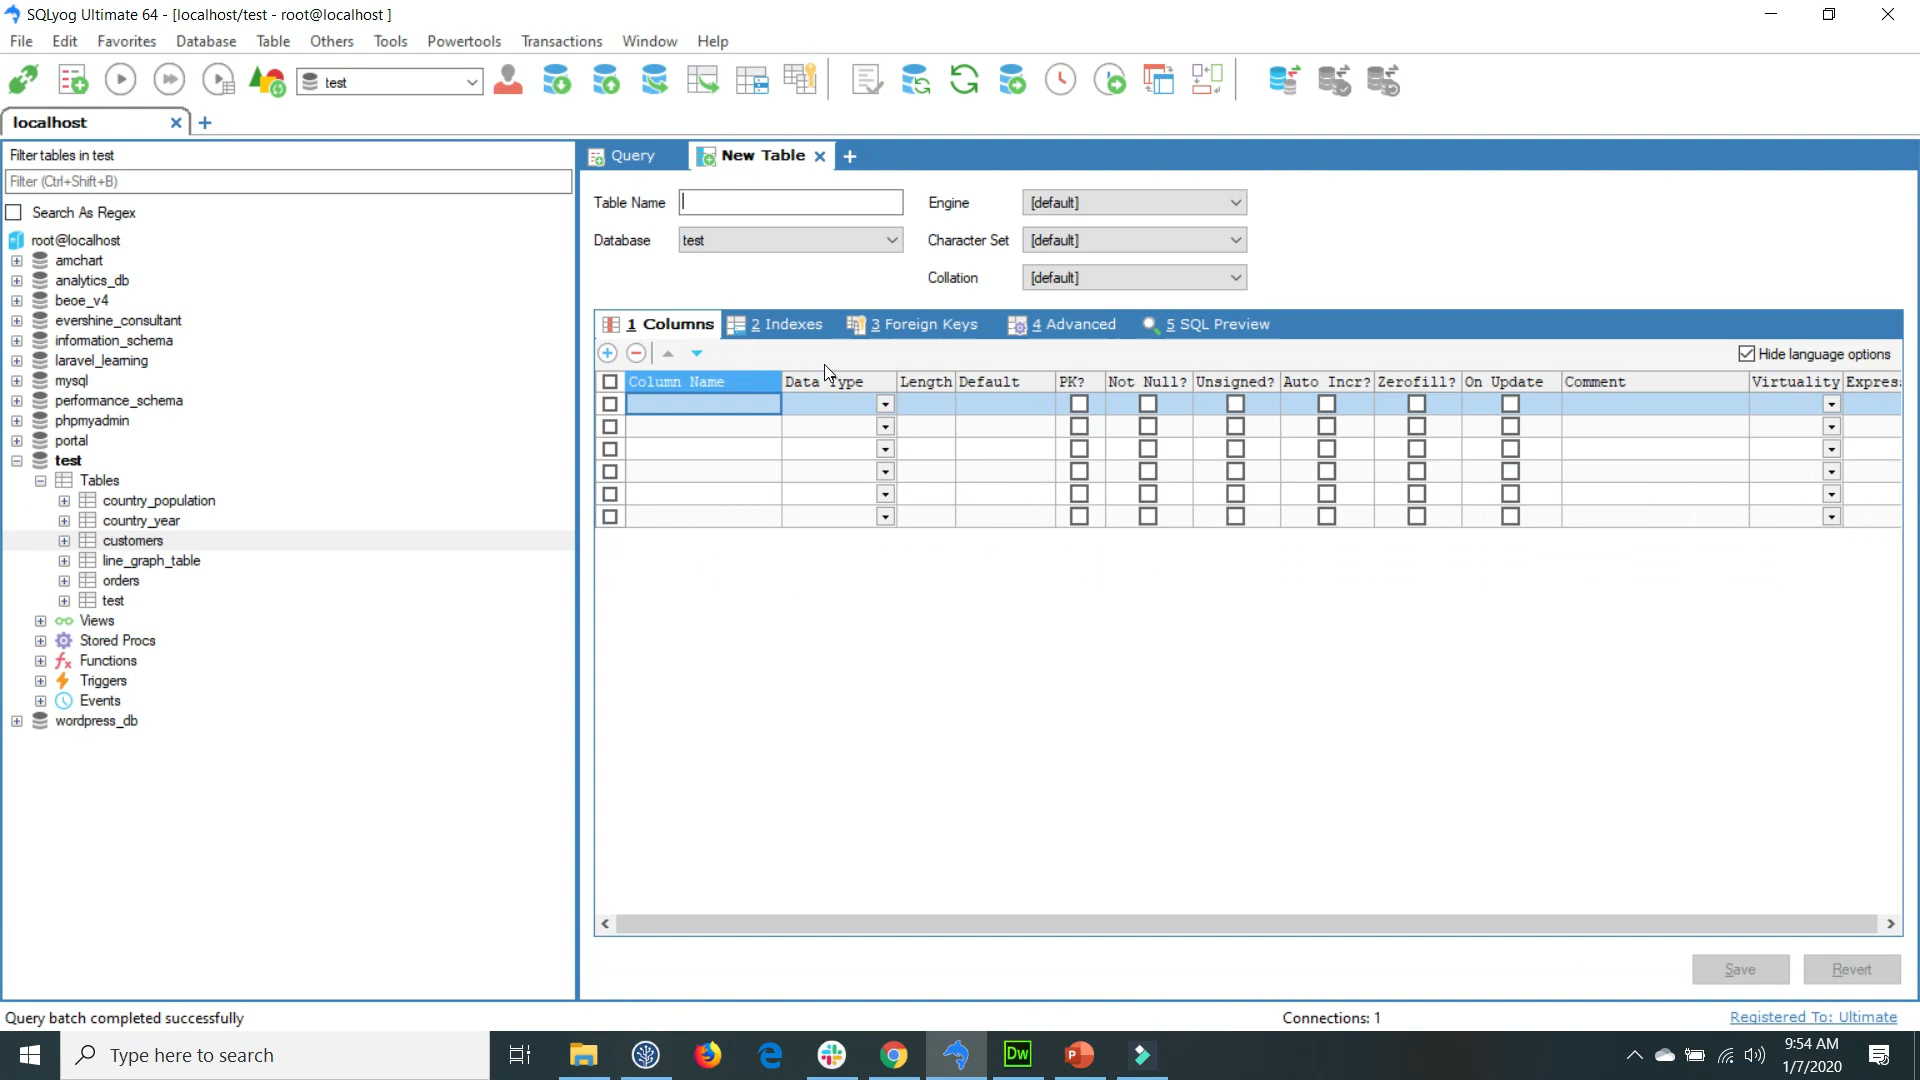 SQLyog Ultimate 64 - [localhost/test - root@localhost ]
File Edit Favorites Database Table Others Tools Powertools Transactions Window Help
test
localhost
Filter tables in test
Filter (Ctrl+Shift+B)
Search As Regex
root@localhost
amchart
analytics_db
beoe_v4
evershine_consultant
information_schema
laravel_learning
mysql
performance_schema
phpmyadmin
portal
test
Tables
country_population
country_year
customers
line_graph_table
orders
test
Views
Stored Procs
Functions
Triggers
Events
wordpress_db
Query New Table
Table Name Engine [default]
Database test Character Set [default]
Collation [default]
1 Columns 2 Indexes 3 Foreign Keys 4 Advanced 5 SQL Preview
Hide language options
Column Name Data Type Length Default PK? Not Null? Unsigned? Auto Incr? Zerofill? On Update Comment Virtuality Expres
Save Revert
Query batch completed successfully Connections: 1 Registered To: Ultimate
Type here to search
Dw
P
9:54 AM
1/7/2020